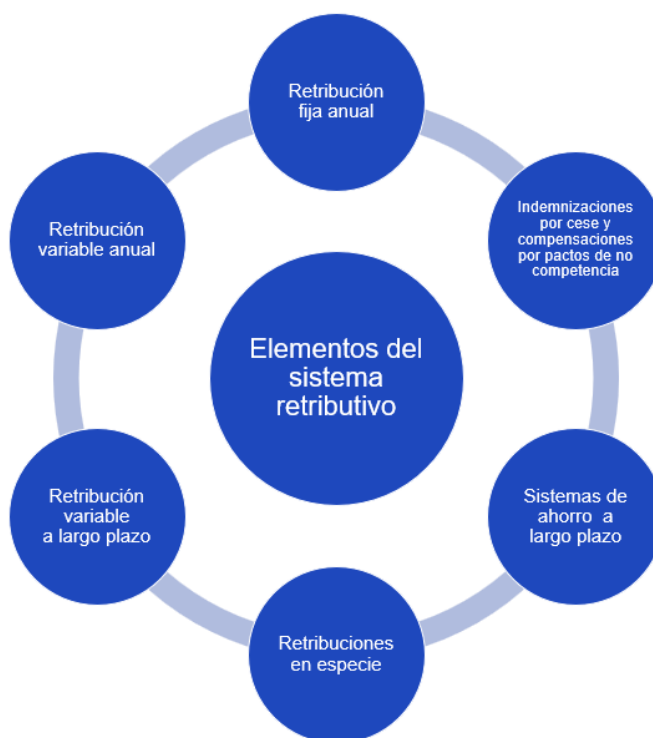 Retribución
fija anual
Indemnizaciones
por cese y
compensaciones
por pactos de no
competencia
Retribución
variable anual
Elementos del
sistema
retributivo
Retribución
variable
a largo plazo
Sistemas de
ahorro a
largo plazo
Retribuciones
en especie